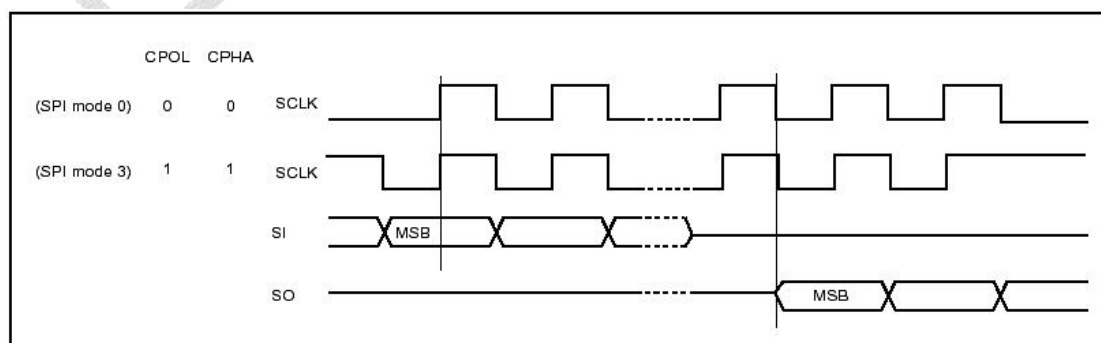 CPOL CPHA
(SPI mode 0) 0 0 SCLK
(SPI mode 3) 1 1 SCLK
SI MSB
SO MSB